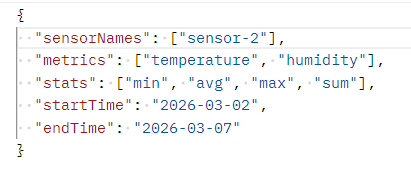 {
  "sensorNames": ["sensor-2"],
  "metrics": ["temperature", "humidity"],
  "stats": ["min", "avg", "max", "sum"],
  "startTime": "2026-03-02",
  "endTime": "2026-03-07"
}